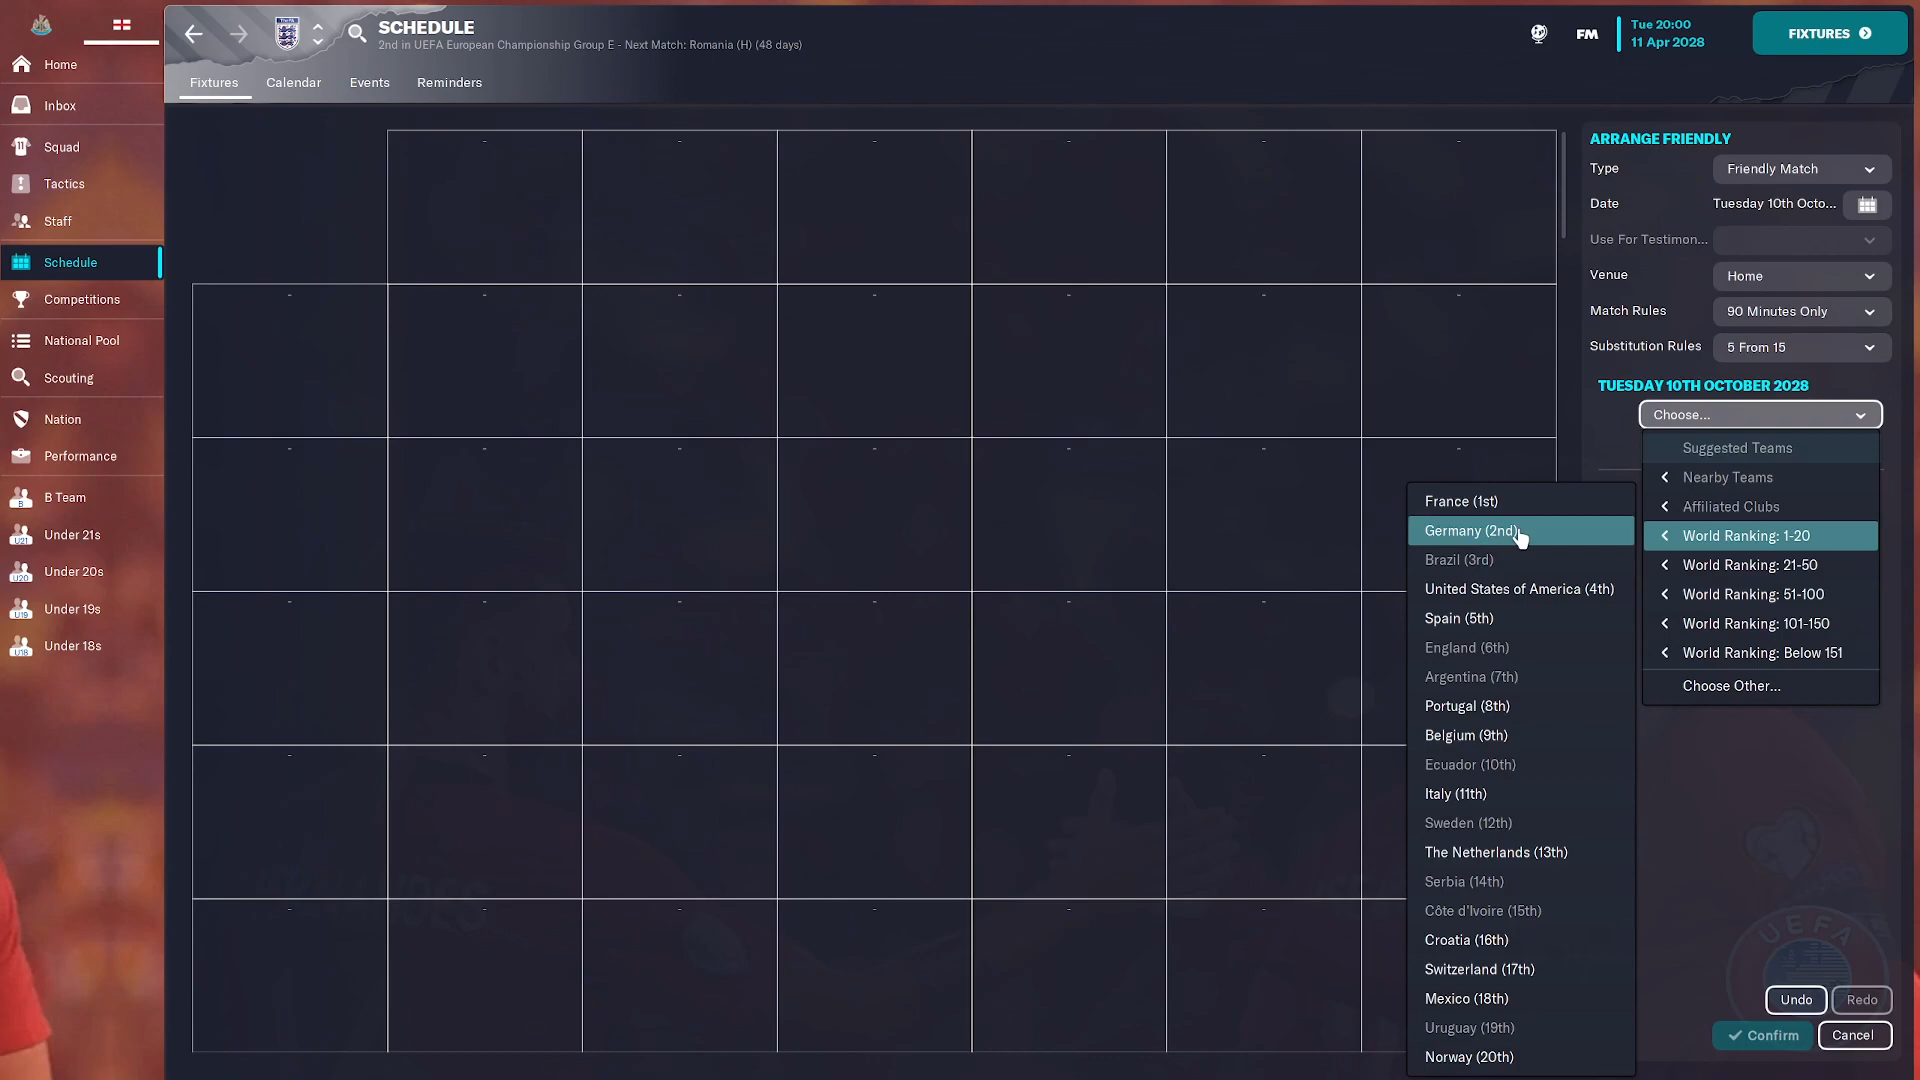 SCHEDULE
2nd in UEFA European Championship Group E - Next Match: Romania (H) (48 days)
FM
Tue 20:00
11 Apr 2028
FIXTURES
Fixtures
Calendar
Events
Reminders
Home
Inbox
Squad
Tactics
Staff
Schedule
Competitions
National Pool
Scouting
Nation
Performance
B
B Team
U21
Under 21s
U20
Under 20s
U19
Under 19s
U18
Under 18s
ARRANGE FRIENDLY
Type
Friendly Match
Date
Tuesday 10th Octo...
Use For Testimon...
Venue
Home
Match Rules
90 Minutes Only
Substitution Rules
5 From 15
TUESDAY 10TH OCTOBER 2028
Choose...
Suggested Teams
Nearby Teams
Affiliated Clubs
World Ranking: 1-20
World Ranking: 21-50
World Ranking: 51-100
World Ranking: 101-150
World Ranking: Below 151
Choose Other...
France (1st)
Germany (2nd)
Brazil (3rd)
United States of America (4th)
Spain (5th)
England (6th)
Argentina (7th)
Portugal (8th)
Belgium (9th)
Ecuador (10th)
Italy (11th)
Sweden (12th)
The Netherlands (13th)
Serbia (14th)
Côte d'Ivoire (15th)
Croatia (16th)
Switzerland (17th)
Mexico (18th)
Uruguay (19th)
Norway (20th)
UEFA
Undo
Redo
Confirm
Cancel